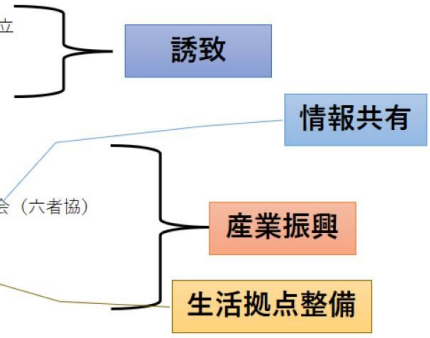 立
誘致
情報共有
会（六者協）
産業振興
生活拠点整備